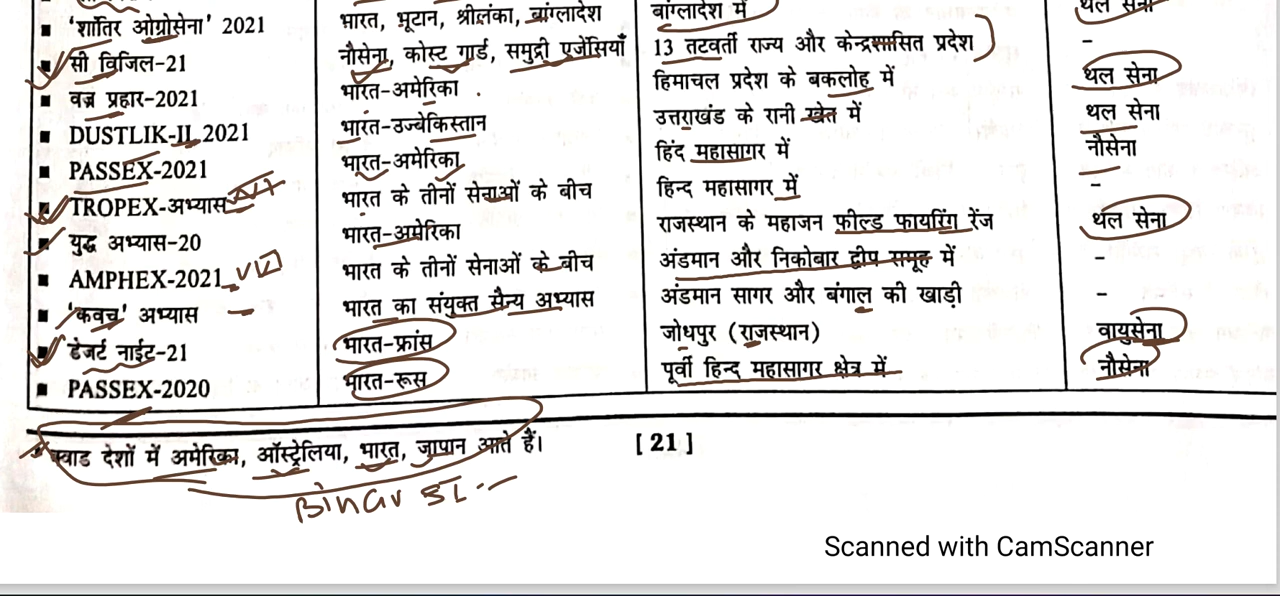 ▪ 'शांतिर ओग्रोसेना' 2021 भारत, भूटान, श्रीलंका, बांग्लादेश बांग्लादेश में थल सेना
▪ सी विजिल-21 नौसेना, कोस्ट गार्ड, समुद्री एजेंसियाँ 13 तटवर्ती राज्य और केन्द्रशासित प्रदेश -
▪ वज्र प्रहार-2021 भारत-अमेरिका हिमाचल प्रदेश के बकलोह में थल सेना
▪ DUSTLIK-II 2021 भारत-उज्बेकिस्तान उत्तराखंड के रानी खेत में थल सेना
▪ PASSEX-2021 भारत-अमेरिका हिंद महासागर में नौसेना
▪ TROPEX-अभ्यास भारत के तीनों सेनाओं के बीच हिन्द महासागर में -
▪ युद्ध अभ्यास-20 भारत-अमेरिका राजस्थान के महाजन फील्ड फायरिंग रेंज थल सेना
▪ AMPHEX-2021 भारत के तीनों सेनाओं के बीच अंडमान और निकोबार द्वीप समूह में -
▪ 'कवच' अभ्यास भारत का संयुक्त सैन्य अभ्यास अंडमान सागर और बंगाल की खाड़ी -
▪ डेजर्ट नाईट-21 भारत-फ्रांस जोधपुर (राजस्थान) वायुसेना
▪ PASSEX-2020 भारत-रूस पूर्वी हिन्द महासागर क्षेत्र में नौसेना
क्वाड देशों में अमेरिका, ऑस्ट्रेलिया, भारत, जापान आते हैं। [ 21 ]
Scanned with CamScanner